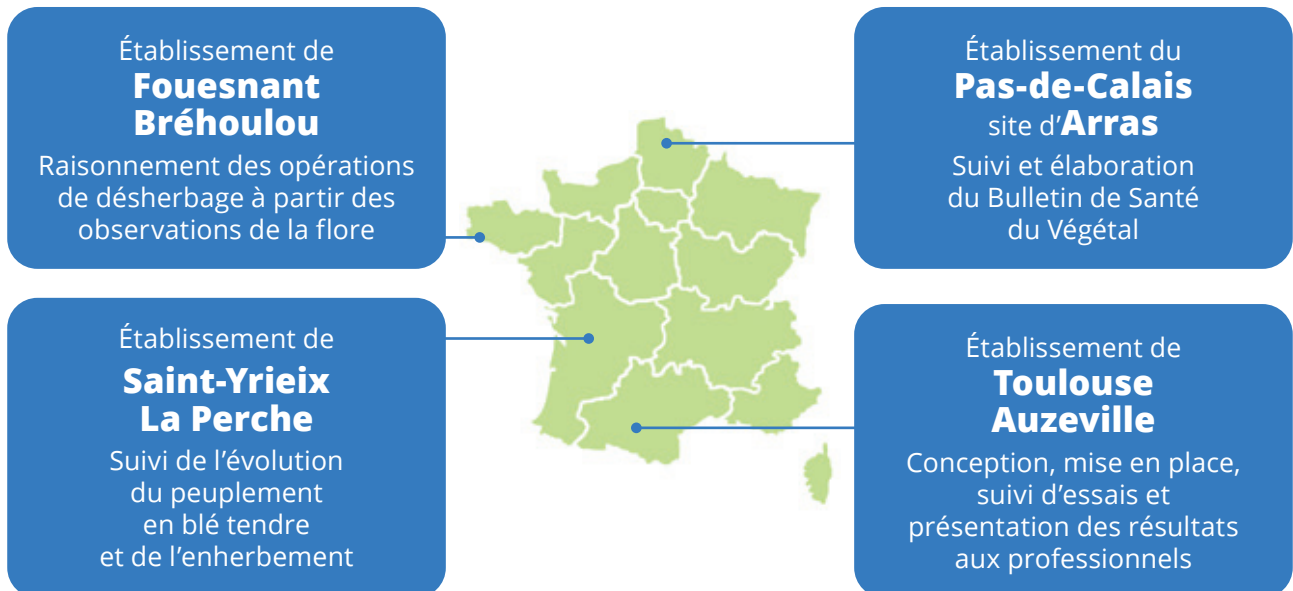 Établissement de
Fouesnant
Bréhoulou
Raisonnement des opérations
de désherbage à partir des
observations de la flore
Établissement du
Pas-de-Calais
site d’Arras
Suivi et élaboration
du Bulletin de Santé
du Végétal
Établissement de
Saint-Yrieix
La Perche
Suivi de l’évolution
du peuplement
en blé tendre
et de l’enherbement
Établissement de
Toulouse
Auzeville
Conception, mise en place,
suivi d’essais et
présentation des résultats
aux professionnels